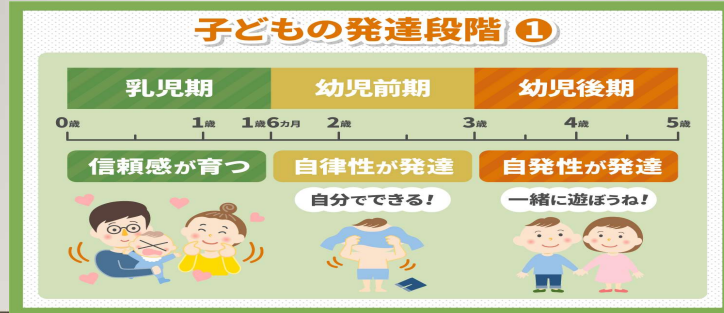 子どもの発達段階 ❶
乳児期 幼児前期 幼児後期
0歳 1歳 1歳6カ月 2歳 3歳 4歳 5歳
信頼感が育つ 自律性が発達 自発性が発達
自分でできる! 一緒に遊ぼうね!